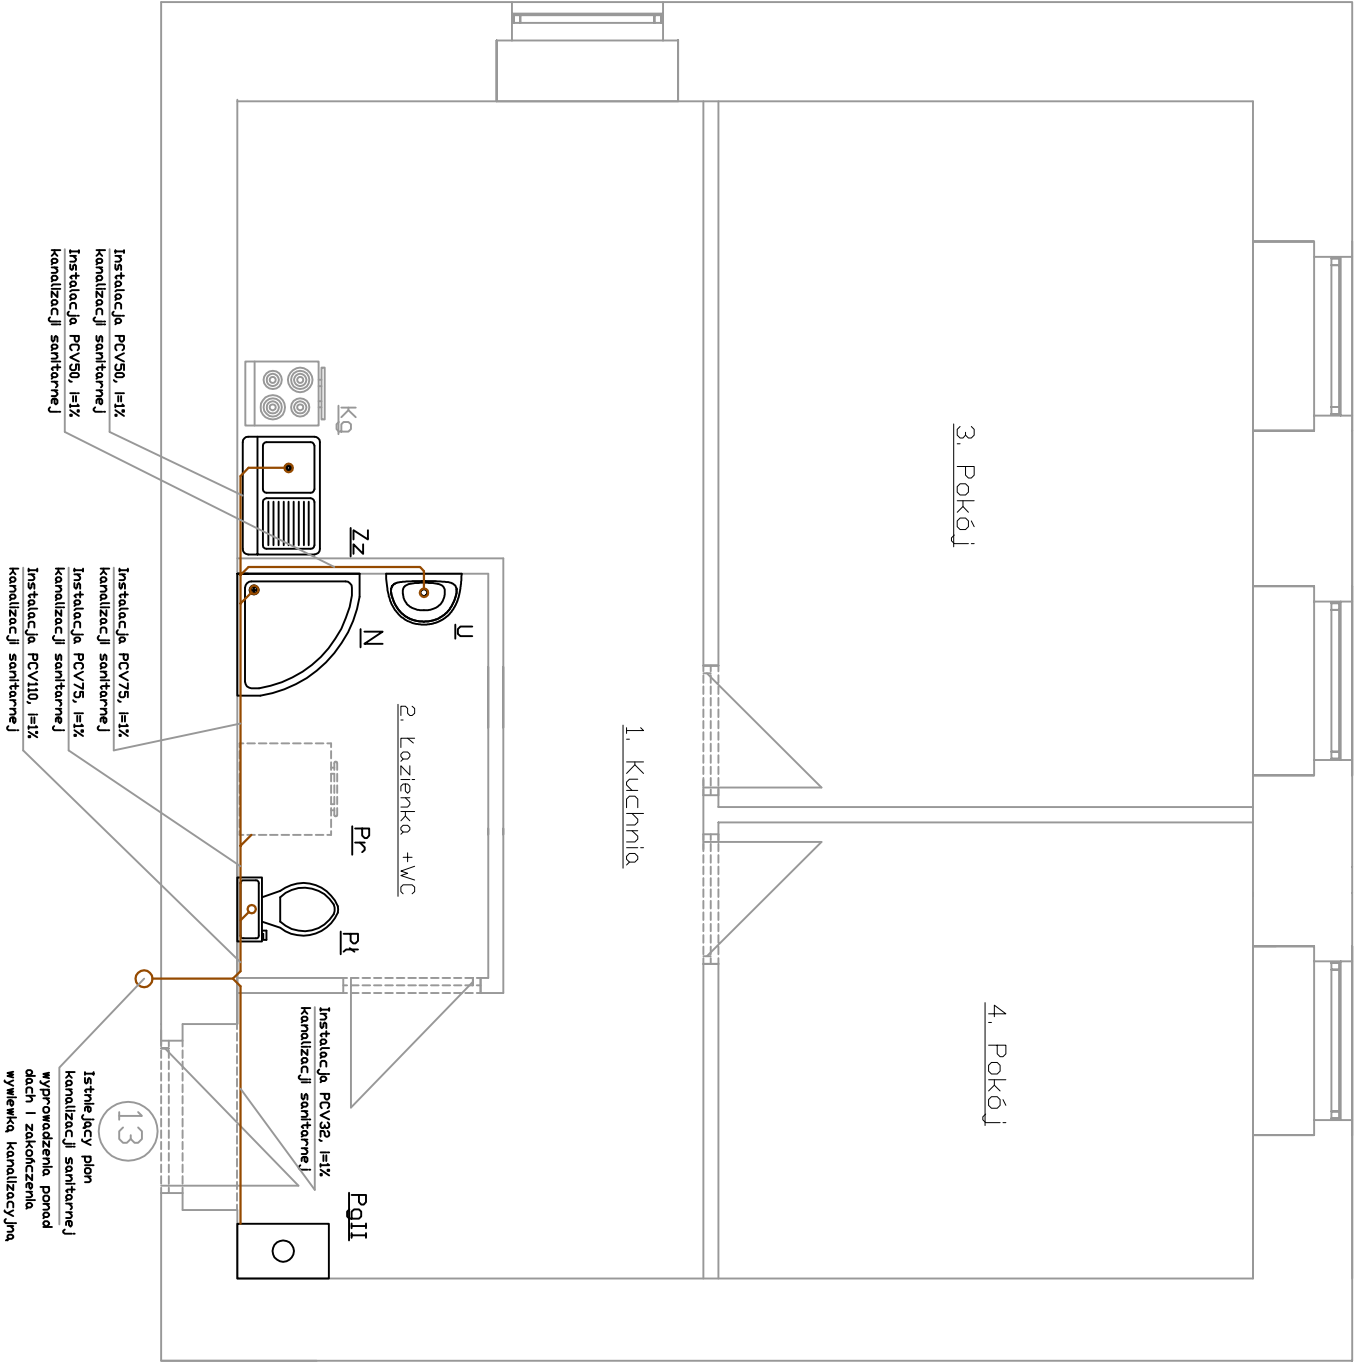 3. Pokój
4. Pokój
1. Kuchnia
2. Łazienka +WC
U
N
Zz
Kg
Pr
Pł
PgII
Instalacja PCV32, i=1%
kanalizacji sanitarnej
Instalacja PCV50, i=1%
kanalizacji sanitarnej
Instalacja PCV50, i=1%
kanalizacji sanitarnej
Instalacja PCV75, i=1%
kanalizacji sanitarnej
Instalacja PCV75, i=1%
kanalizacji sanitarnej
Instalacja PCV110, i=1%
kanalizacji sanitarnej
13
Istniejący pion
kanalizacji sanitarnej
wyprowadzenia ponad
dach i zakończenia
wywiewką kanalizacyjną